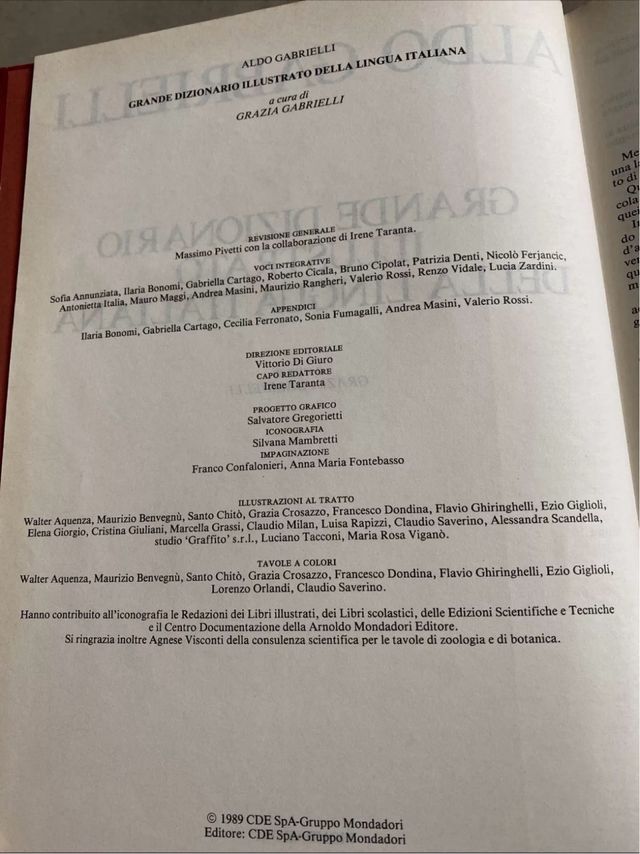 ALDO GABRIELLI
GRANDE DIZIONARIO ILLUSTRATO DELLA LINGUA ITALIANA
a cura di
GRAZIA GABRIELLI
REVISIONE GENERALE
Massimo Pivetti con la collaborazione di Irene Taranta.
VOCI INTEGRATIVE
Sofia Annunziata, Ilaria Bonomi, Gabriella Cartago, Roberto Cicala, Bruno Cipolat, Patrizia Denti, Nicolò Ferjancic,
Antonietta Italia, Mauro Maggi, Andrea Masini, Maurizio Rangheri, Valerio Rossi, Renzo Vidale, Lucia Zardini.
APPENDICI
Ilaria Bonomi, Gabriella Cartago, Cecilia Ferronato, Sonia Fumagalli, Andrea Masini, Valerio Rossi.
DIREZIONE EDITORIALE
Vittorio Di Giuro
CAPO REDATTORE
Irene Taranta
PROGETTO GRAFICO
Salvatore Gregorietti
ICONOGRAFIA
Silvana Mambretti
IMPAGINAZIONE
Franco Confalonieri, Anna Maria Fontebasso
ILLUSTRAZIONI AL TRATTO
Walter Aquenza, Maurizio Benvegnù, Santo Chitò, Grazia Crosazzo, Francesco Dondina, Flavio Ghiringhelli, Ezio Giglioli,
Elena Giorgio, Cristina Giuliani, Marcella Grassi, Claudio Milan, Luisa Rapizzi, Claudio Saverino, Alessandra Scandella,
studio 'Graffito' s.r.l., Luciano Tacconi, Maria Rosa Viganò.
TAVOLE A COLORI
Walter Aquenza, Maurizio Benvegnù, Santo Chitò, Grazia Crosazzo, Francesco Dondina, Flavio Ghiringhelli, Ezio Giglioli,
Lorenzo Orlandi, Claudio Saverino.
Hanno contribuito all'iconografia le Redazioni dei Libri illustrati, dei Libri scolastici, delle Edizioni Scientifiche e Tecniche
e il Centro Documentazione della Arnoldo Mondadori Editore.
Si ringrazia inoltre Agnese Visconti della consulenza scientifica per le tavole di zoologia e di botanica.
© 1989 CDE SpA-Gruppo Mondadori
Editore: CDE SpA-Gruppo Mondadori